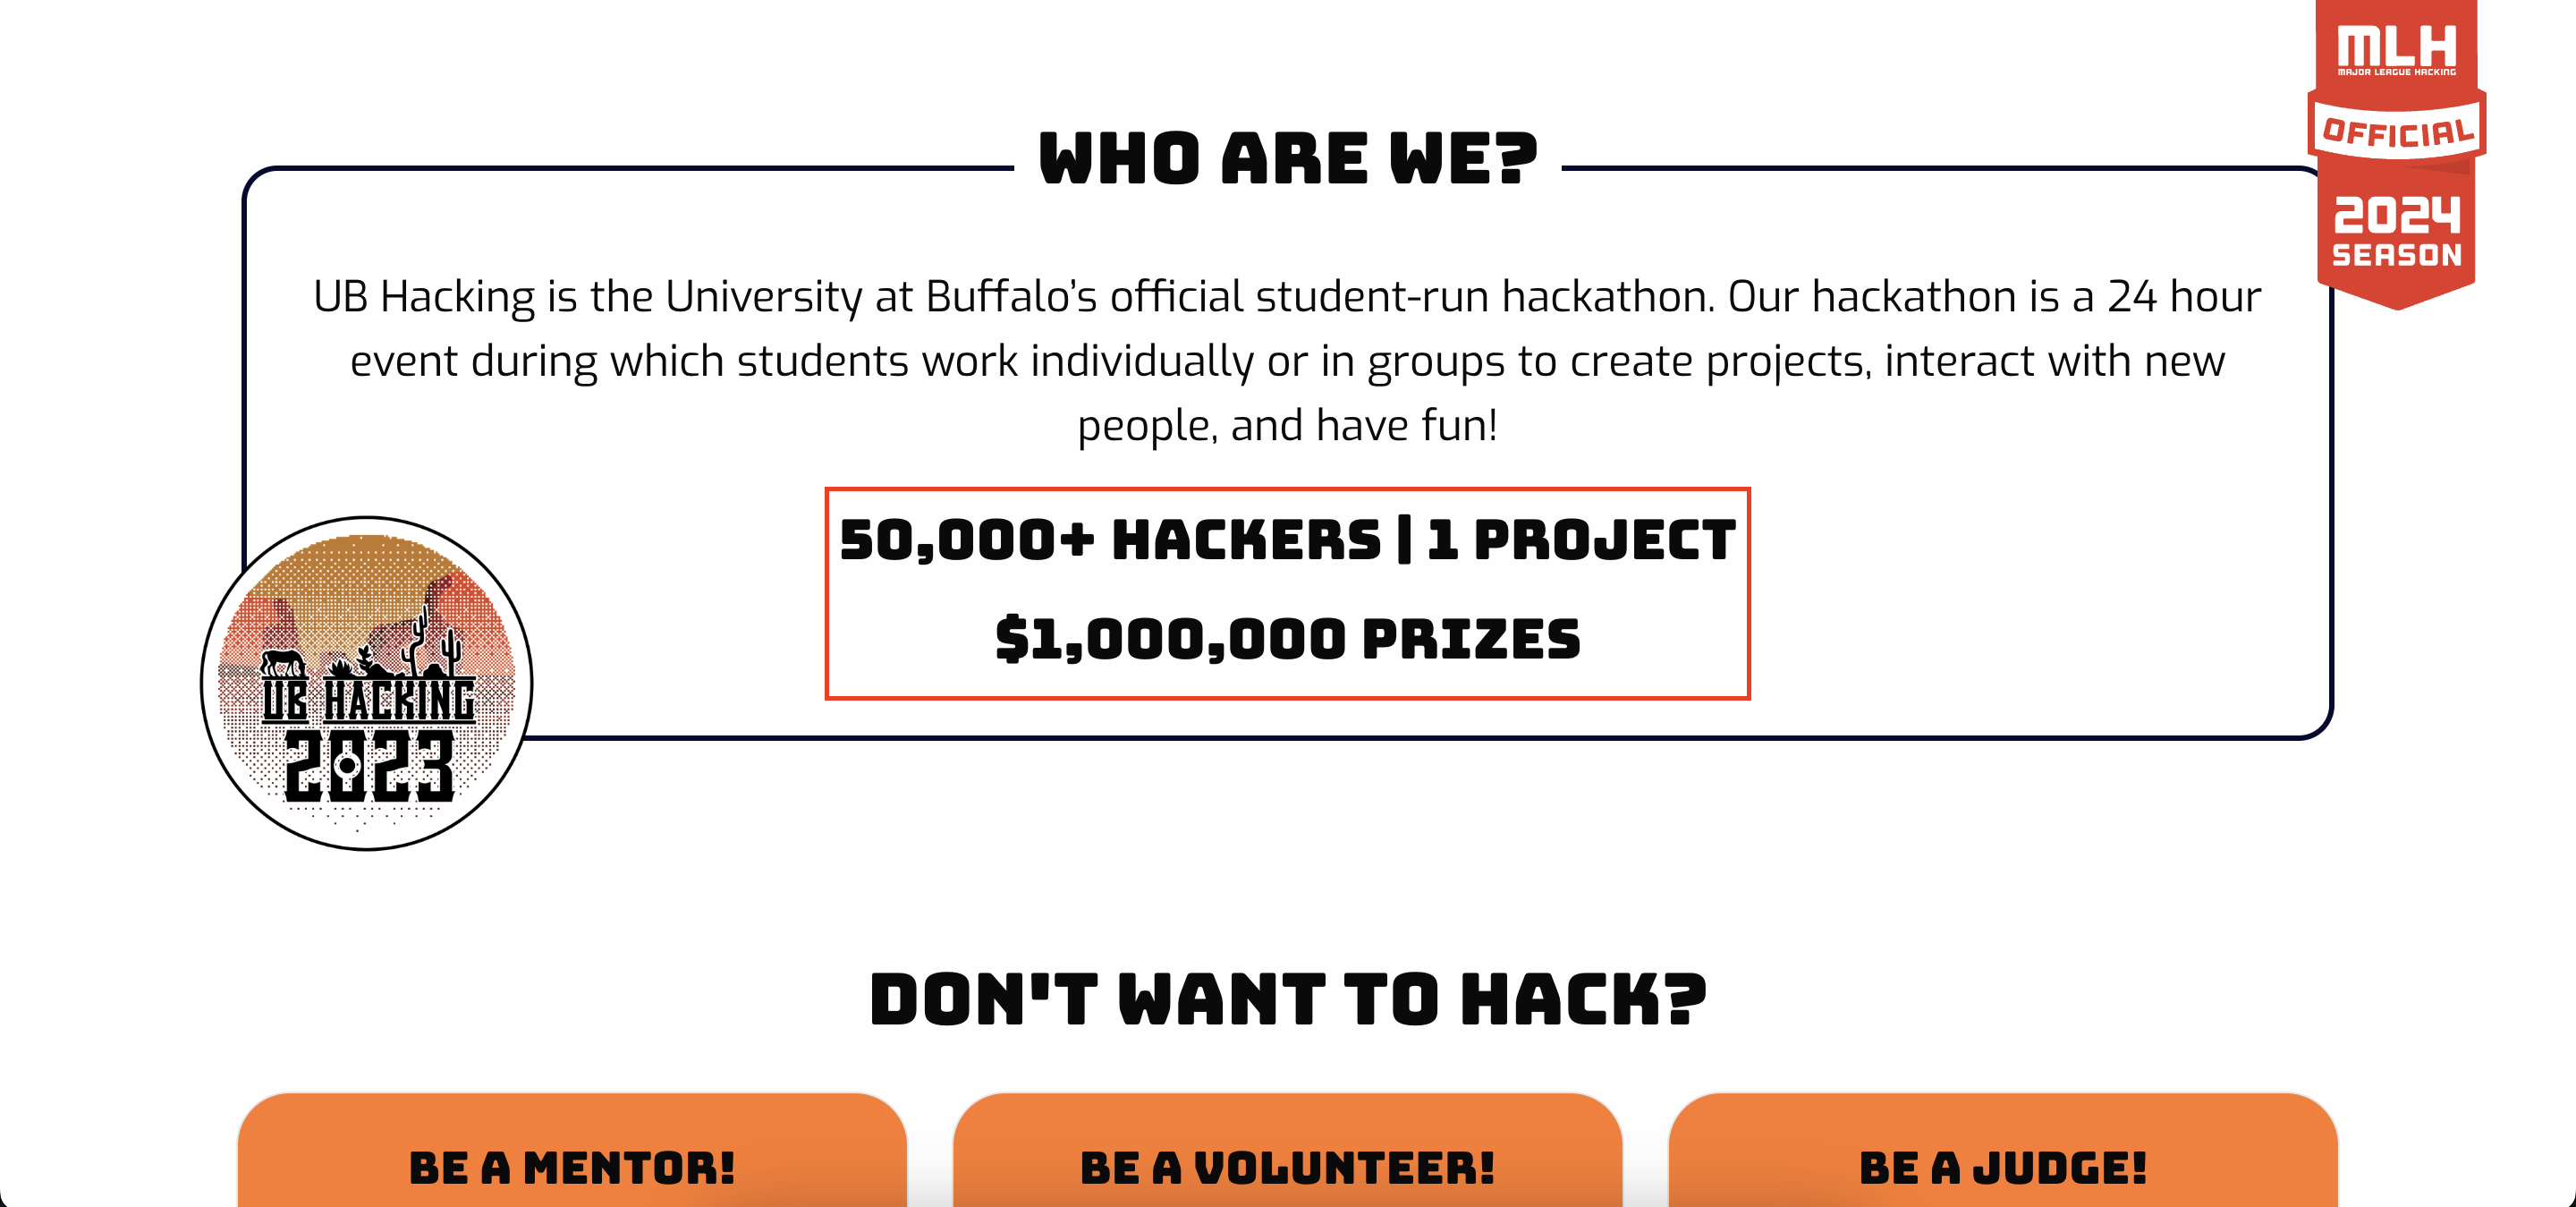 MLH
MAJOR LEAGUE HACKING
OFFICIAL
2024
SEASON
WHO ARE WE?
UB Hacking is the University at Buffalo’s official student-run hackathon. Our hackathon is a 24 hour
event during which students work individually or in groups to create projects, interact with new
people, and have fun!
50,000+ HACKERS | 1 PROJECT
$1,000,000 PRIZES
UB HACKING
2023
DON'T WANT TO HACK?
BE A MENTOR!
BE A VOLUNTEER!
BE A JUDGE!